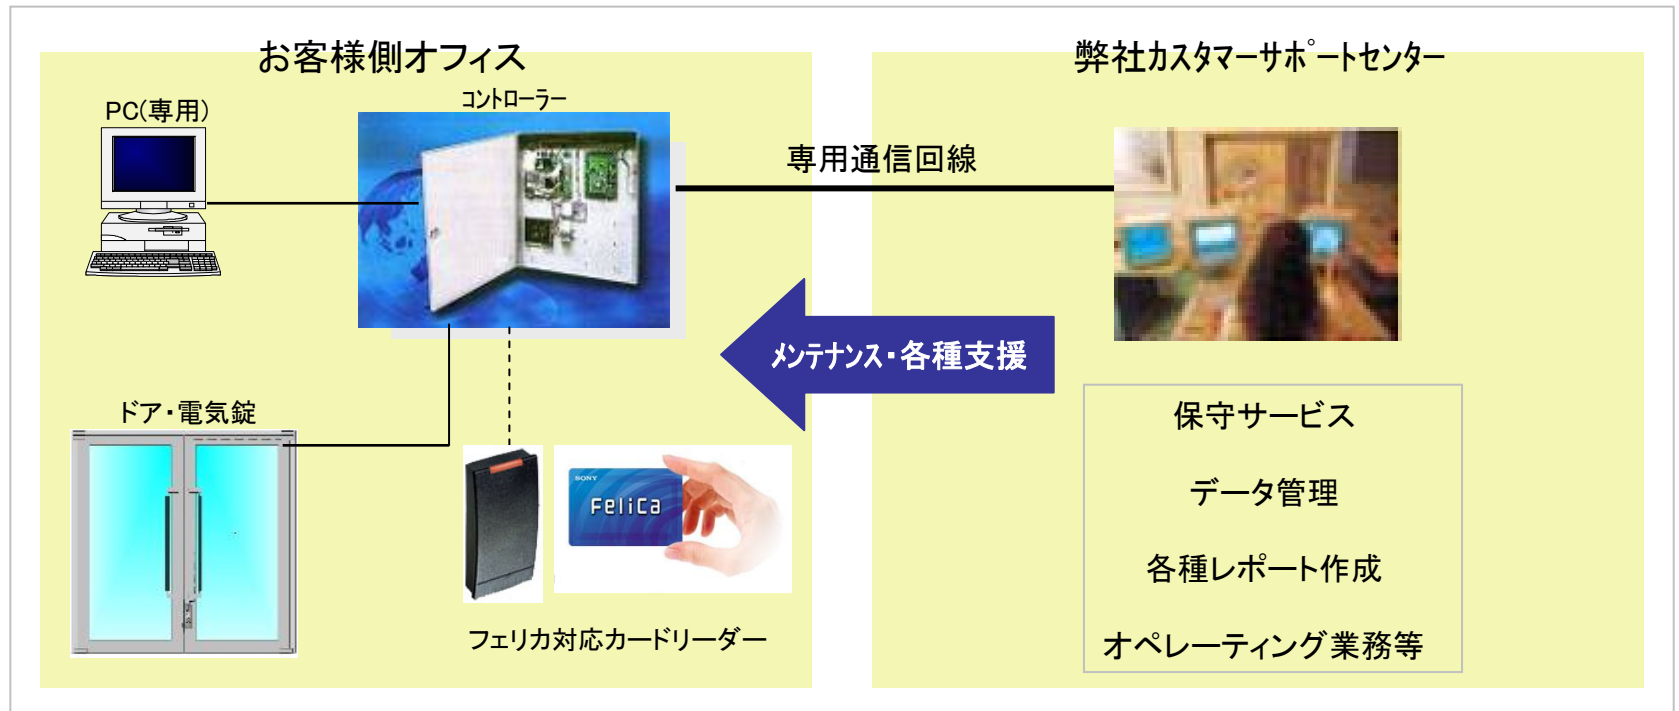 お客様側オフィス
弊社カスタマーサポートセンター
PC(専用)
コントローラー
専用通信回線
メンテナンス・各種支援
ドア・電気錠
SONY
FeliCa
フェリカ対応カードリーダー
保守サービス
データ管理
各種レポート作成
オペレーティング業務等